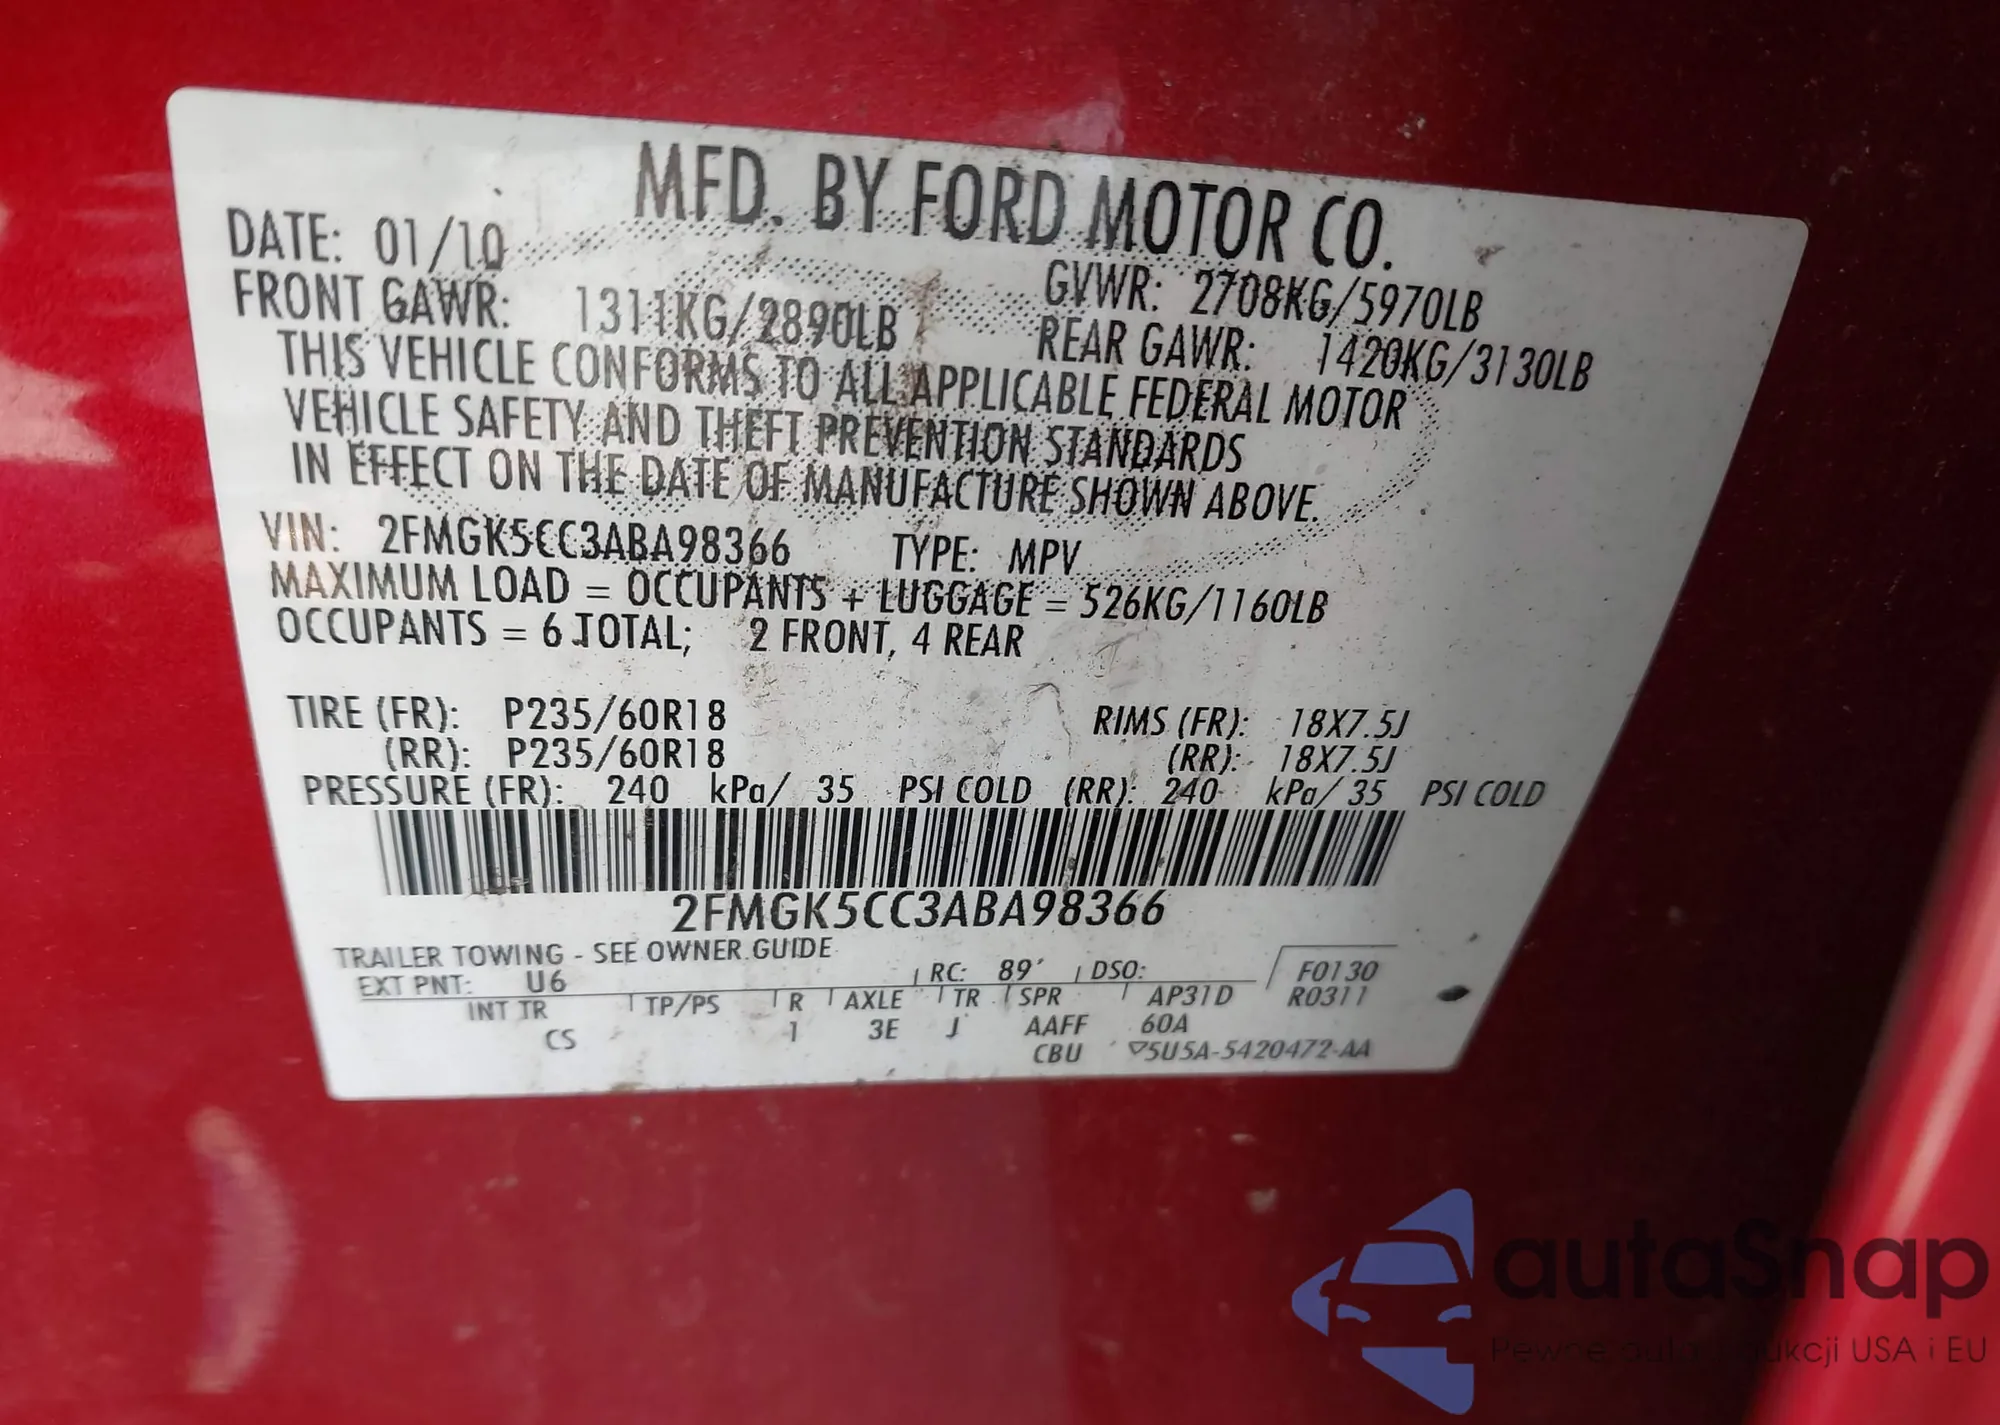 MFD. BY FORD MOTOR CO.
DATE: 01/10
GVWR: 2708KG/5970LB
FRONT GAWR: 1311KG/2890LB
REAR GAWR: 1420KG/3130LB
THIS VEHICLE CONFORMS TO ALL APPLICABLE FEDERAL MOTOR
VEHICLE SAFETY AND THEFT PREVENTION STANDARDS
IN EFFECT ON THE DATE OF MANUFACTURE SHOWN ABOVE.
VIN: 2FMGK5CC3ABA98366 TYPE: MPV
MAXIMUM LOAD = OCCUPANTS + LUGGAGE = 526KG/1160LB
OCCUPANTS = 6 TOTAL; 2 FRONT, 4 REAR
TIRE (FR): P235/60R18 RIMS (FR): 18X7.5J
(RR): P235/60R18 (RR): 18X7.5J
PRESSURE (FR): 240 kPa/ 35 PSI COLD (RR): 240 kPa/ 35 PSI COLD
2FMGK5CC3ABA98366
TRAILER TOWING - SEE OWNER GUIDE
EXT PNT: U6 RC: 89 DSO: F0130
INT TR TP/PS R AXLE TR SPR AP31D R0311
CS 1 3E J AAFF 60A
CBU ▽5U5A-5420472-AA
autaSnap
Pewne auta z aukcji USA i EU